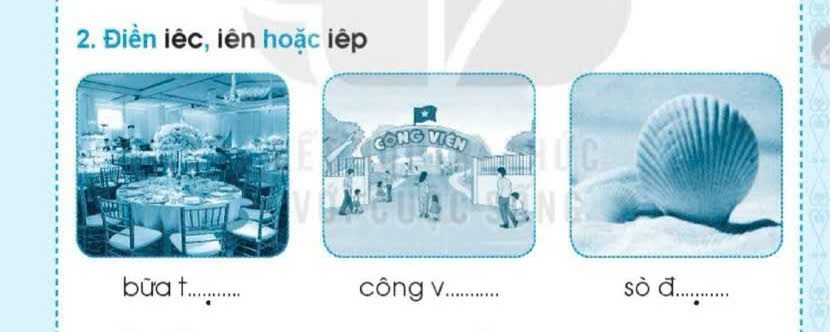 2. Điền iêc, iên hoặc iêp
CÔNG VIÊN
bữa t.....̣......
công v...........
sò đ.....̣......